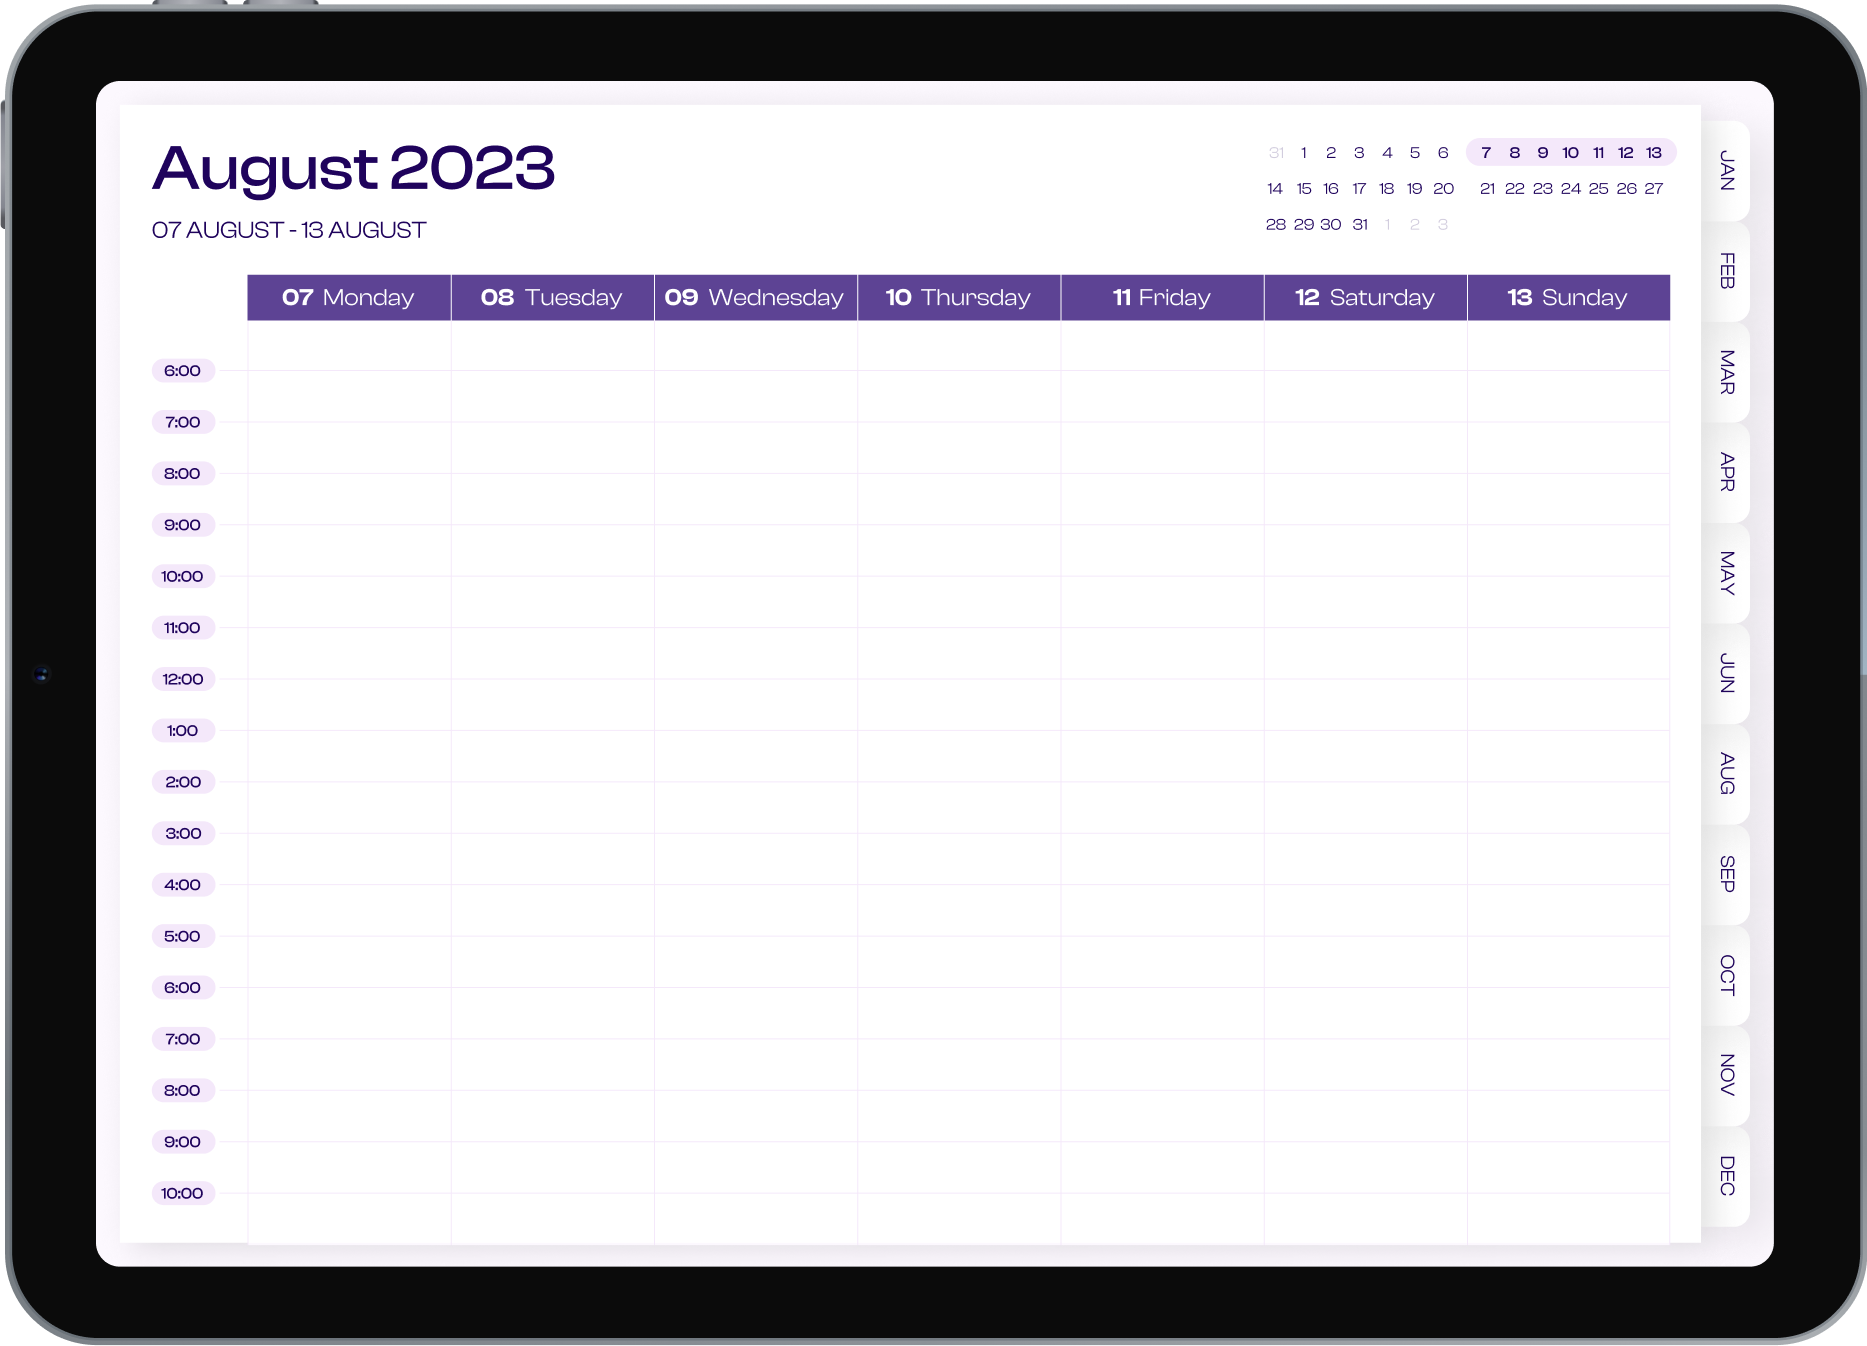 August 2023
07 AUGUST - 13 AUGUST
31 1 2 3 4 5 6 7 8 9 10 11 12 13
14 15 16 17 18 19 20 21 22 23 24 25 26 27
28 29 30 31 1 2 3
07 Monday 08 Tuesday 09 Wednesday 10 Thursday 11 Friday 12 Saturday 13 Sunday
6:00
7:00
8:00
9:00
10:00
11:00
12:00
1:00
2:00
3:00
4:00
5:00
6:00
7:00
8:00
9:00
10:00
JAN
FEB
MAR
APR
MAY
JUN
AUG
SEP
OCT
NOV
DEC